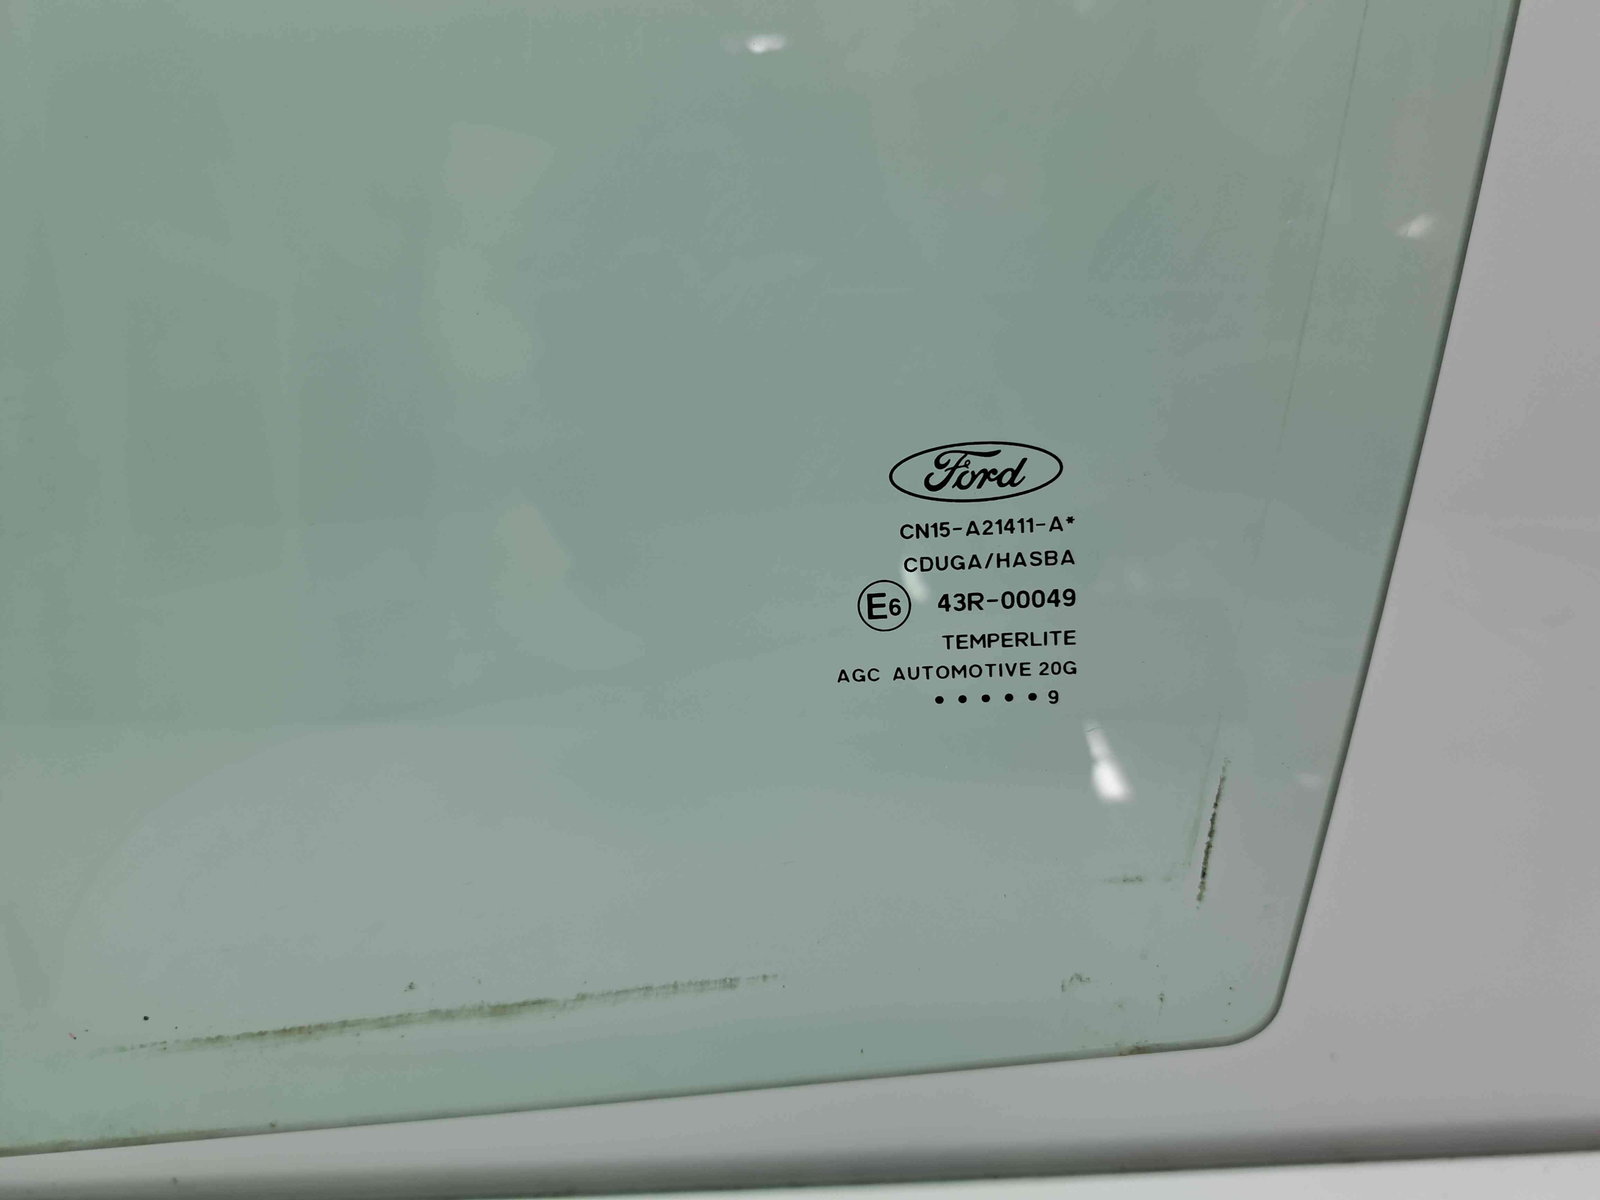 Ford
CN15-A21411-A*
CDUGA/HASBA
E6 43R-00049
TEMPERLITE
AGC AUTOMOTIVE 20G
• • • • • 9